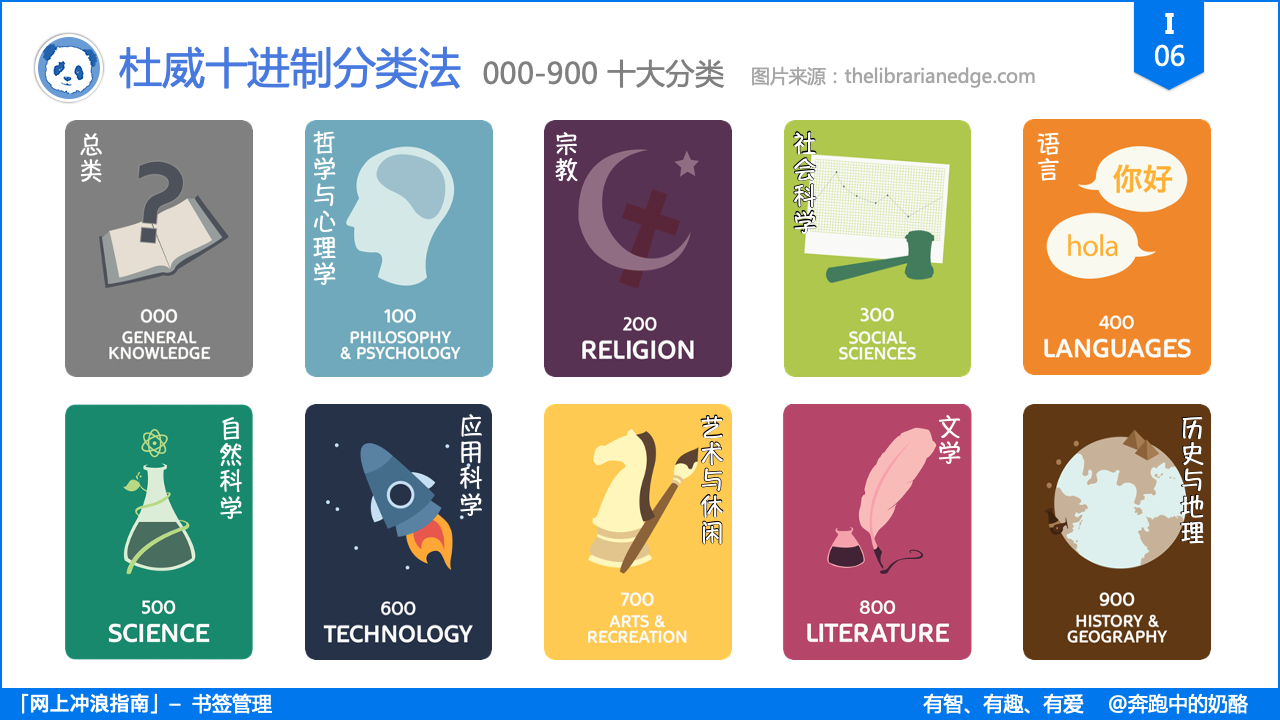 杜威十进制分类法 000-900 十大分类 图片来源：thelibrarianedge.com
I
06
总类
000
GENERAL
KNOWLEDGE
哲学与心理学
100
PHILOSOPHY
& PSYCHOLOGY
宗教
200
RELIGION
社会科学
300
SOCIAL
SCIENCES
语言
你好
hola
400
LANGUAGES
自然科学
500
SCIENCE
应用科学
600
TECHNOLOGY
艺术与休闲
700
ARTS &
RECREATION
文学
800
LITERATURE
历史与地理
900
HISTORY &
GEOGRAPHY
「网上冲浪指南」– 书签管理
有智、有趣、有爱 @奔跑中的奶酪